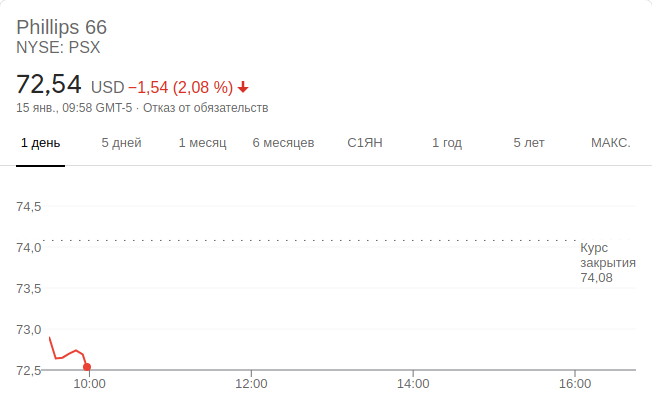 Phillips 66
NYSE: PSX
72,54 USD −1,54 (2,08 %)
15 янв., 09:58 GMT-5 · Отказ от обязательств
1 день 5 дней 1 месяц 6 месяцев С1ЯН 1 год 5 лет МАКС.
74,5
74,0
Курс
закрытия
74,08
73,5
73,0
72,5
10:00 12:00 14:00 16:00